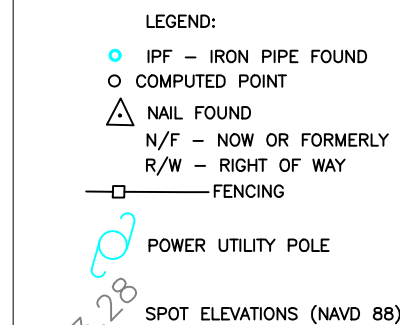 LEGEND:
IPF – IRON PIPE FOUND
COMPUTED POINT
NAIL FOUND
N/F – NOW OR FORMERLY
R/W – RIGHT OF WAY
FENCING
POWER UTILITY POLE
SPOT ELEVATIONS (NAVD 88)